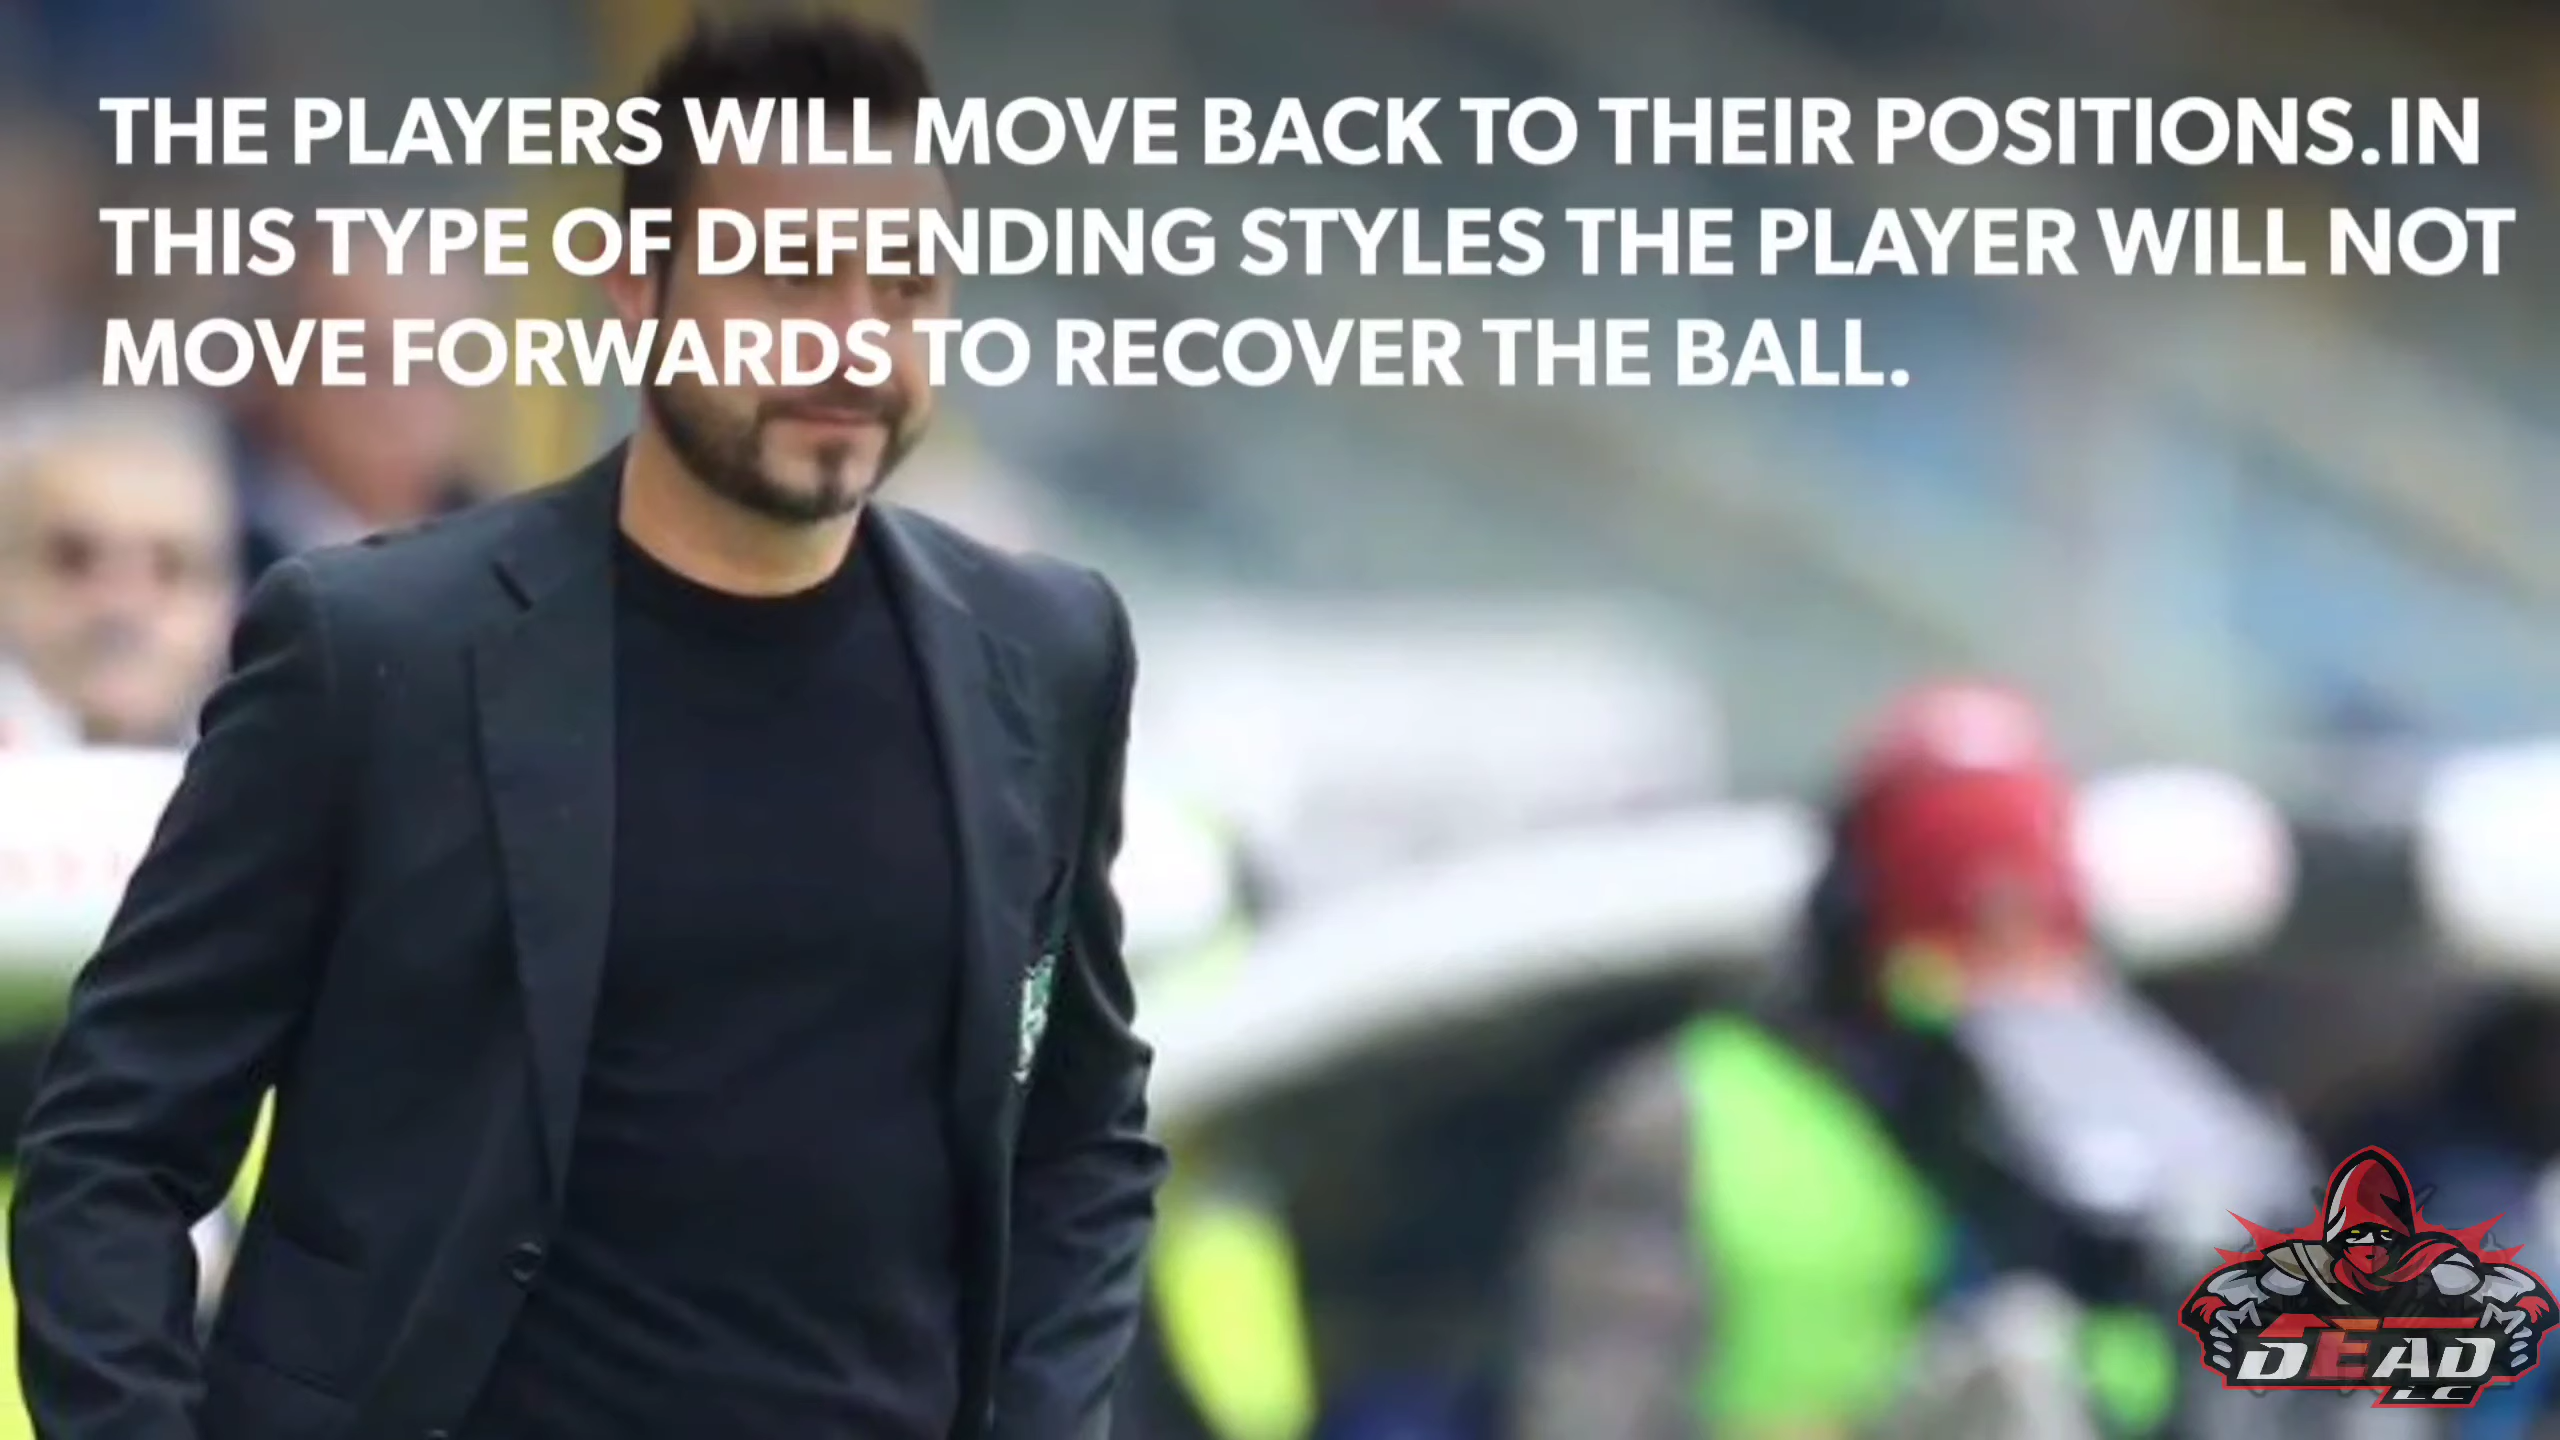 THE PLAYERS WILL MOVE BACK TO THEIR POSITIONS.IN
THIS TYPE OF DEFENDING STYLES THE PLAYER WILL NOT
MOVE FORWARDS TO RECOVER THE BALL.
DEAD
LC